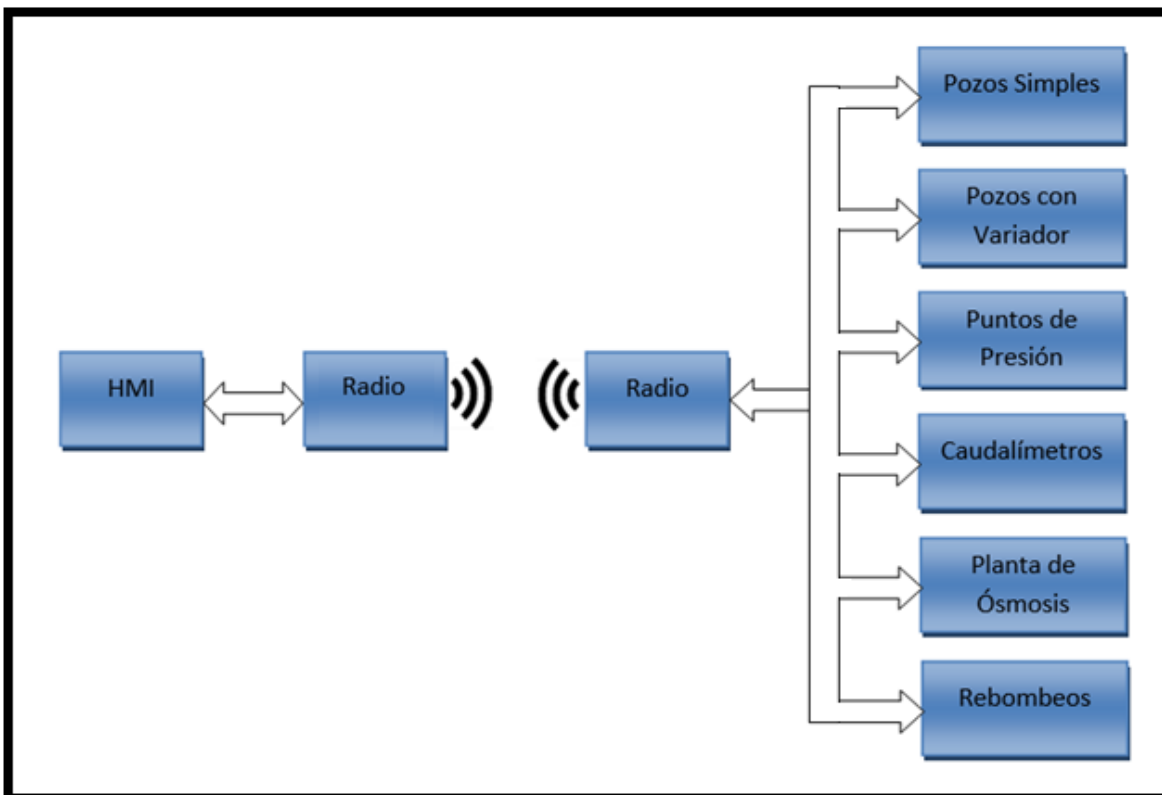 HMI
Radio
Radio
Pozos Simples
Pozos con
Variador
Puntos de
Presión
Caudalímetros
Planta de
Ósmosis
Rebombeos